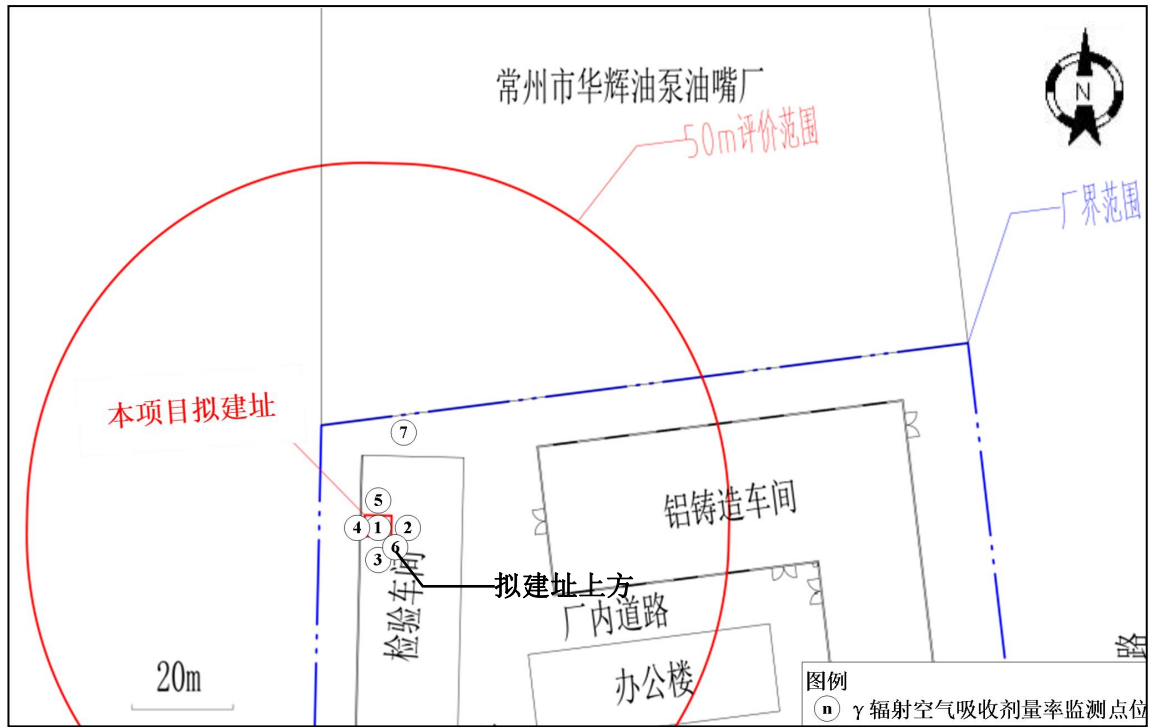 常州市华辉油泵油嘴厂
N
50m评价范围
厂界范围
本项目拟建址
7
5
4
1
2
6
3
铝铸造车间
拟建址上方
检验车间
厂内道路
办公楼
路
20m
图例
n γ辐射空气吸收剂量率监测点位